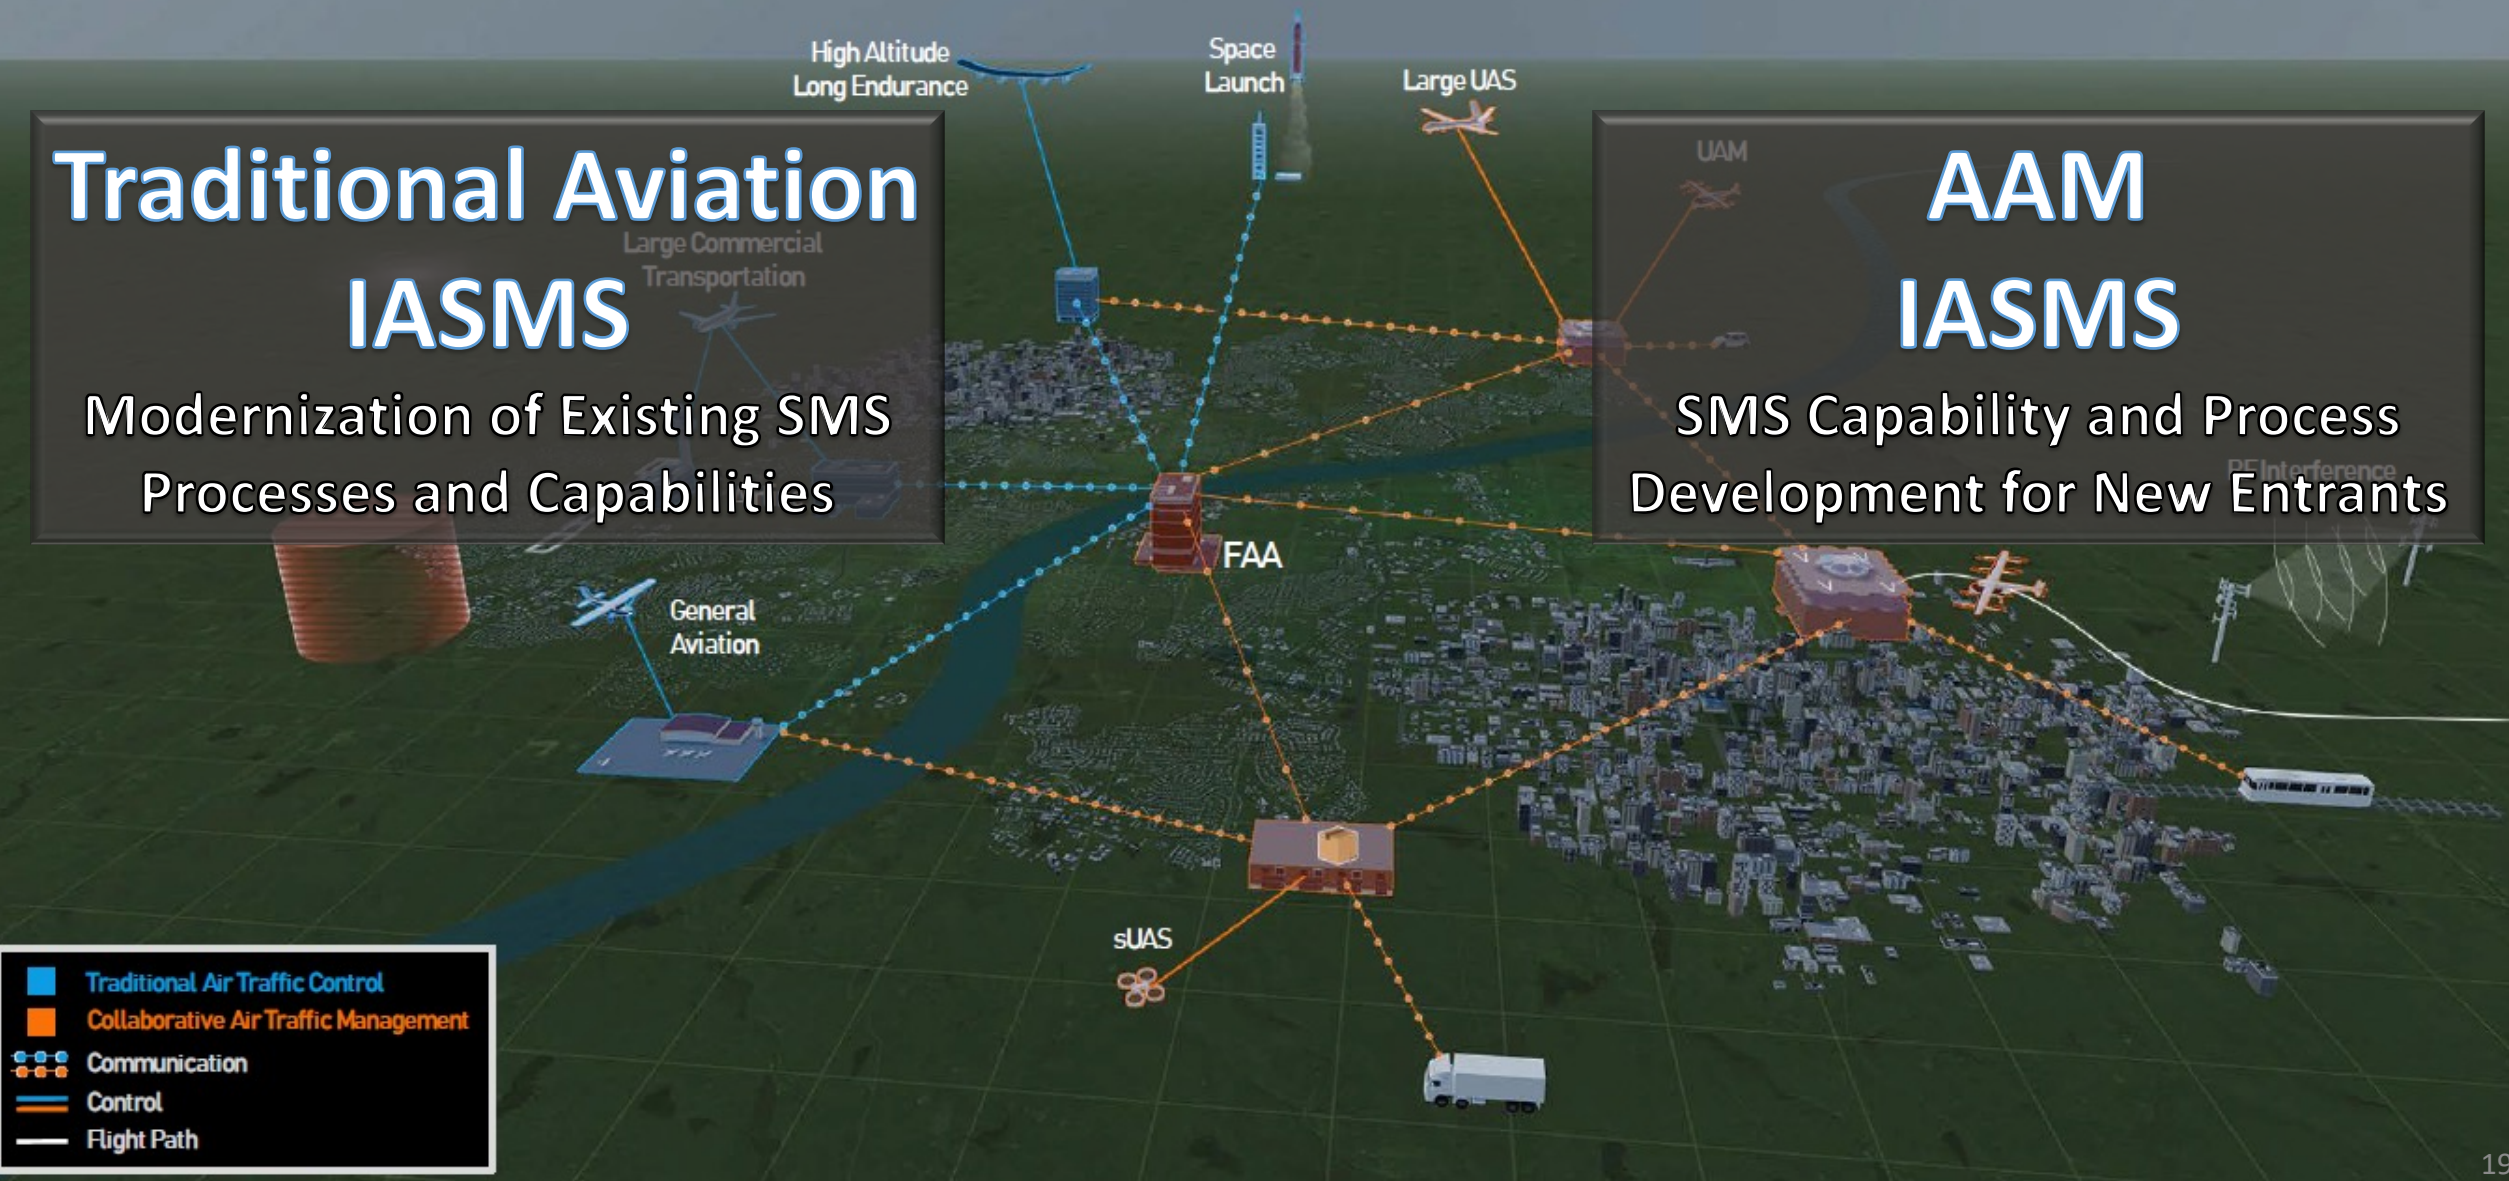 High Altitude
Long Endurance
Space
Launch
Large UAS
Traditional Aviation
IASMS
Modernization of Existing SMS
Processes and Capabilities
Large Commercial
Transportation
UAM
AAM
IASMS
SMS Capability and Process
Development for New Entrants
RF Interference
FAA
General
Aviation
sUAS
Traditional Air Traffic Control
Collaborative Air Traffic Management
Communication
Control
Flight Path
19